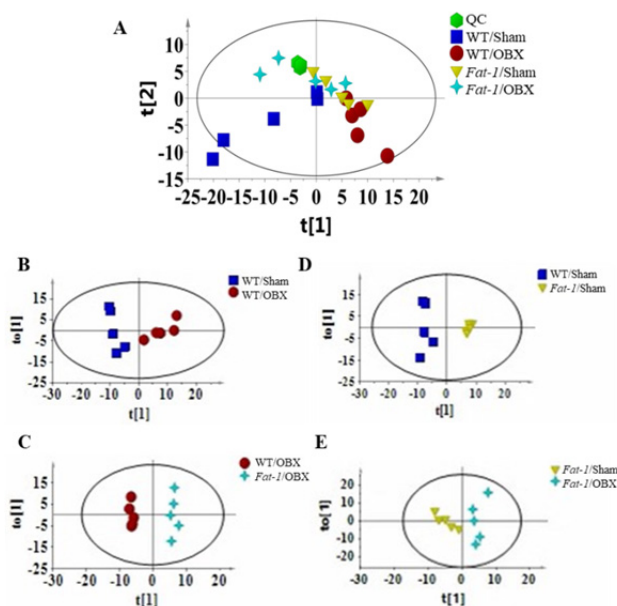 A
QC
WT/Sham
WT/OBX
Fat-1/Sham
Fat-1/OBX
t[2]
10
5
0
-5
-10
-15
-25-20-15-10 -5 0 5 10 15 20
t[1]
B
WT/Sham
WT/OBX
to[1]
15
5
-5
-15
-25
-30 -20 -10 0 10 20 30
t[1]
D
WT/Sham
Fat-1/Sham
to[1]
15
5
-5
-15
-25
-30 -20 -10 0 10 20 30
t[1]
C
WT/OBX
Fat-1/OBX
to[1]
15
5
-5
-15
-25
-30 -20 -10 0 10 20
t[1]
E
Fat-1/Sham
Fat-1/OBX
to[1]
20
10
0
-10
-20
-30 -20 -10 0 10 20
t[1]